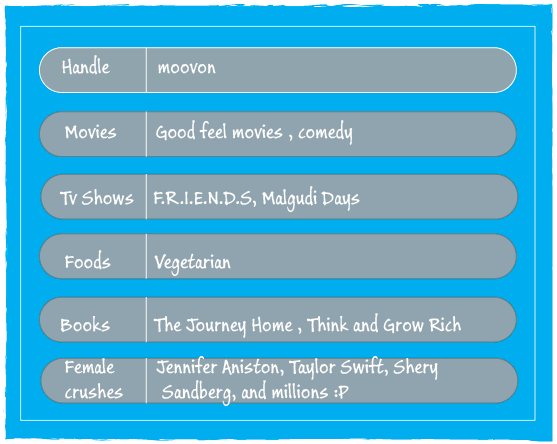 Handle moovon
Movies Good feel movies , comedy
Tv Shows F.R.I.E.N.D.S, Malgudi Days
Foods Vegetarian
Books The Journey Home , Think and Grow Rich
Female crushes Jennifer Aniston, Taylor Swift, Shery
Sandberg, and millions :P